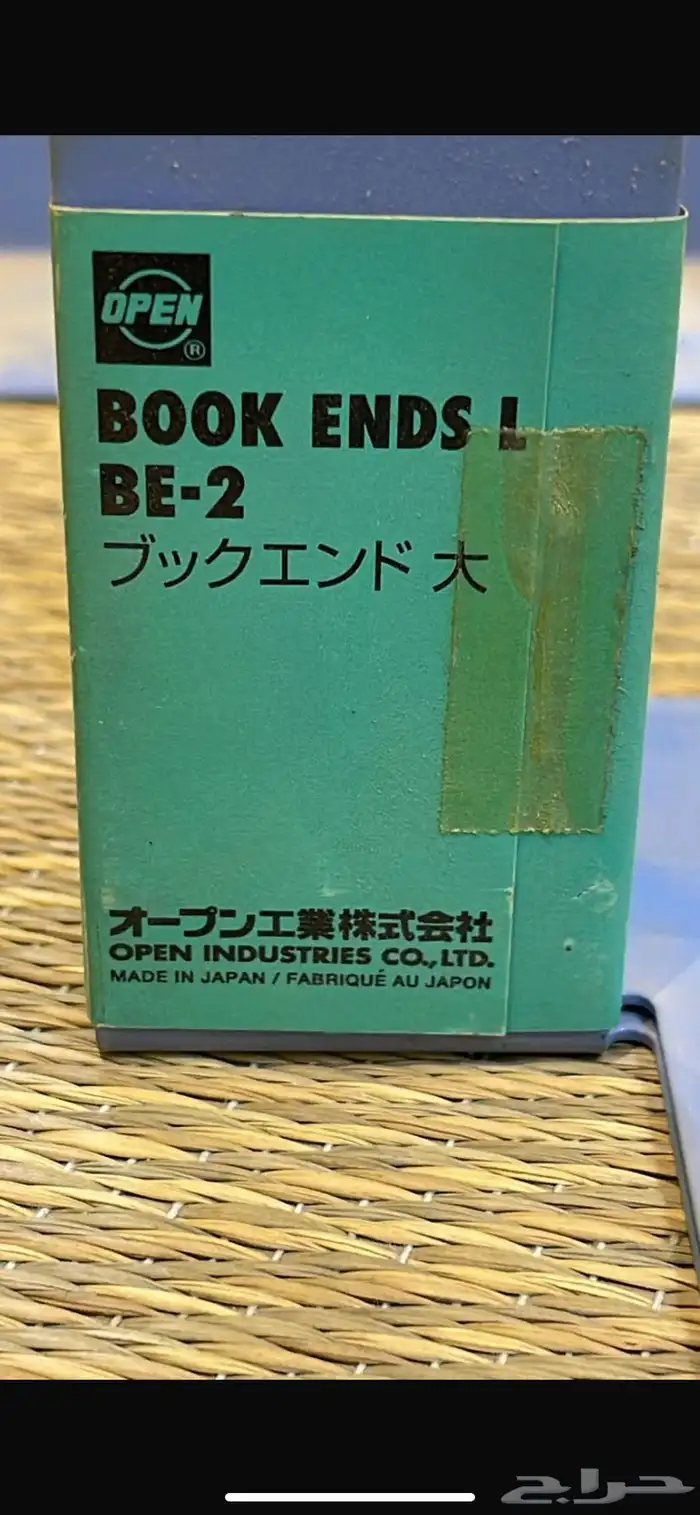 OPEN
®
BOOK ENDS L
BE-2
ブックエンド 大
オープン工業株式会社
OPEN INDUSTRIES CO., LTD.
MADE IN JAPAN / FABRIQUÉ AU JAPON
حراج